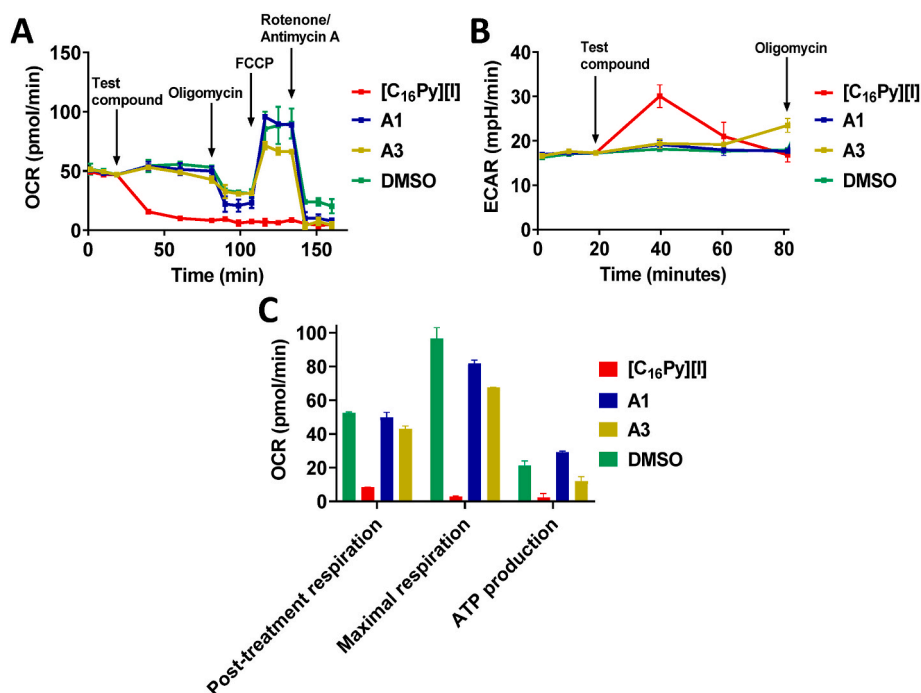 A
OCR (pmol/min)
150
100
50
0
0
50
100
150
Time (min)
Test
compound
Oligomycin
FCCP
Rotenone/
Antimycin A
[C₁₆Py][I]
A1
A3
DMSO
B
ECAR (mpH/min)
40
30
20
10
0
0
20
40
60
80
Time (minutes)
Test
compound
Oligomycin
[C₁₆Py][I]
A1
A3
DMSO
C
OCR (pmol/min)
100
80
60
40
20
0
Post-treatment respiration
Maximal respiration
ATP production
[C₁₆Py][I]
A1
A3
DMSO